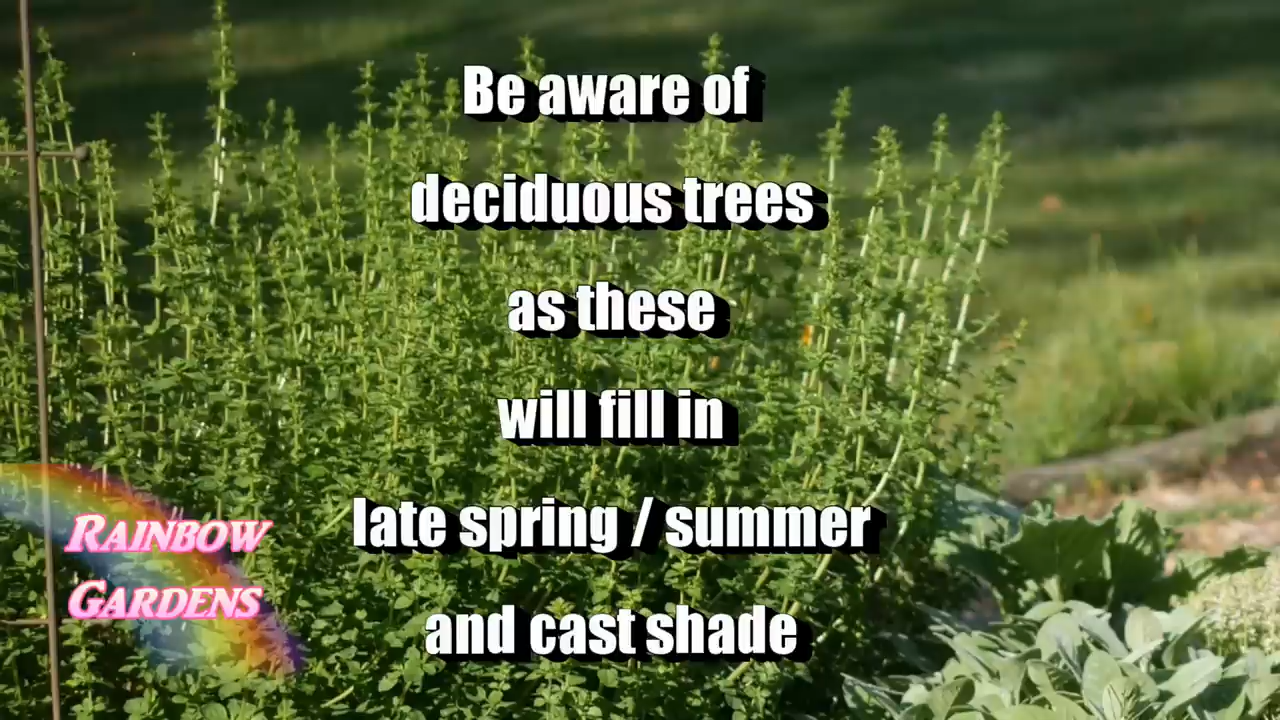 Be aware of
deciduous trees
as these
will fill in
late spring / summer
and cast shade
Rainbow
Gardens